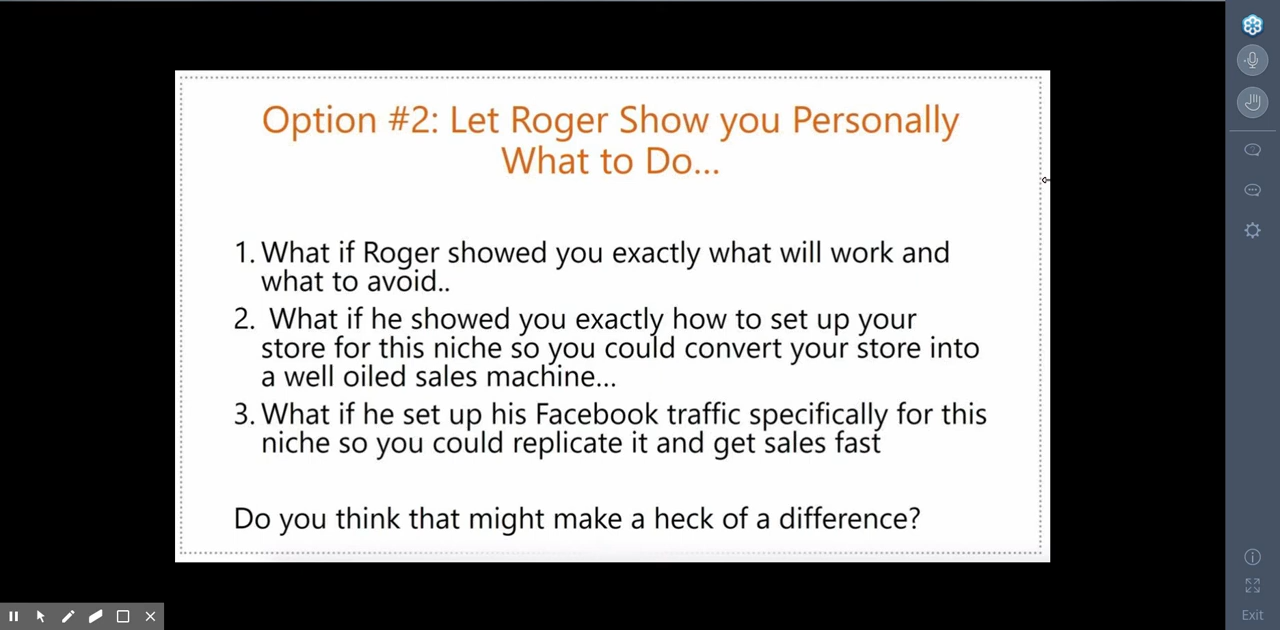 Option #2: Let Roger Show you Personally
What to Do...
1. What if Roger showed you exactly what will work and
what to avoid..
2. What if he showed you exactly how to set up your
store for this niche so you could convert your store into
a well oiled sales machine...
3. What if he set up his Facebook traffic specifically for this
niche so you could replicate it and get sales fast
Do you think that might make a heck of a difference?
Exit